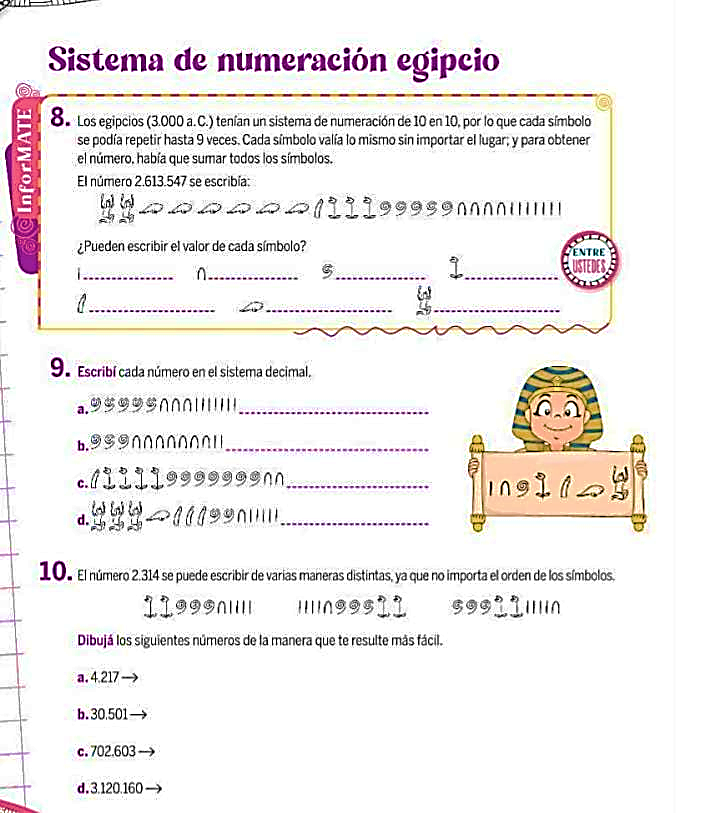 Sistema de numeración egipcio
InforMATE
8. Los egipcios (3.000 a. C.) tenían un sistema de numeración de 10 en 10, por lo que cada símbolo
se podía repetir hasta 9 veces. Cada símbolo valía lo mismo sin importar el lugar; y para obtener
el número, había que sumar todos los símbolos.
El número 2.613.547 se escribía:
¿Pueden escribir el valor de cada símbolo?
ENTRE
USTEDES
9. Escribí cada número en el sistema decimal.
a.
b.
c.
d.
10. El número 2.314 se puede escribir de varias maneras distintas, ya que no importa el orden de los símbolos.
Dibujá los siguientes números de la manera que te resulte más fácil.
a. 4.217→
b. 30.501→
c. 702.603→
d. 3.120.160→